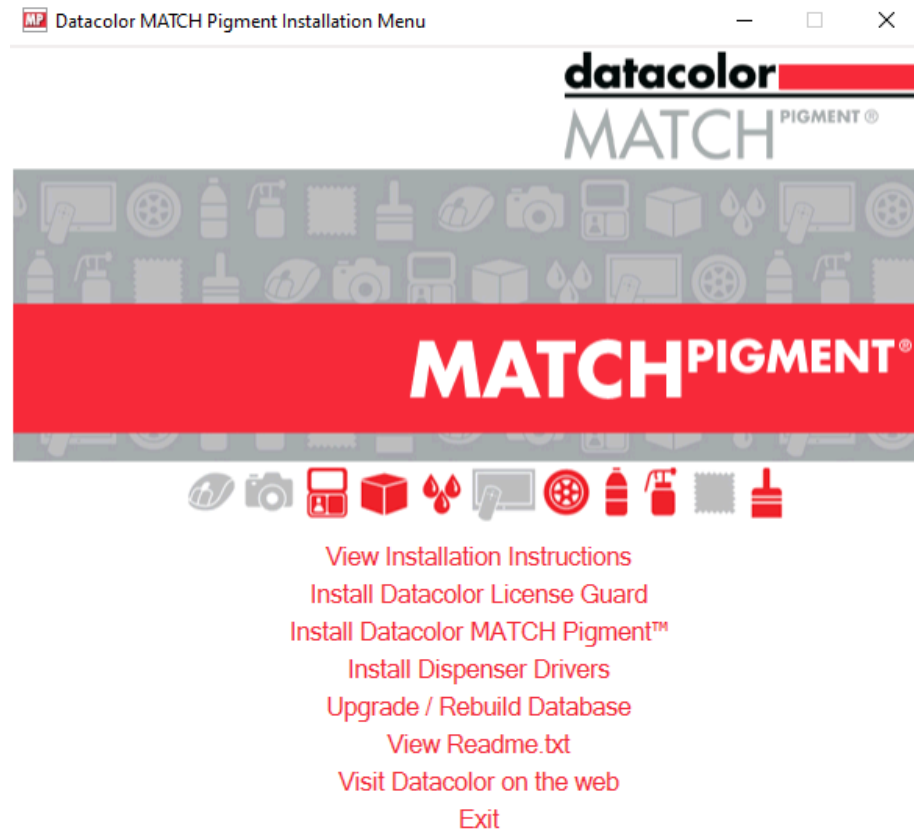 MP Datacolor MATCH Pigment Installation Menu
datacolor
MATCH PIGMENT ®
MATCHPIGMENT®
View Installation Instructions
Install Datacolor License Guard
Install Datacolor MATCH Pigment™
Install Dispenser Drivers
Upgrade / Rebuild Database
View Readme.txt
Visit Datacolor on the web
Exit